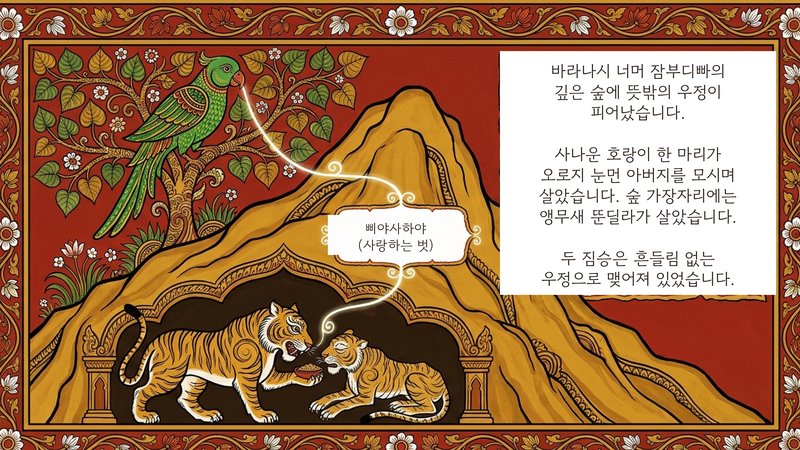 바라나시 너머 잠부디빠의
깊은 숲에 뜻밖의 우정이
피어났습니다.
사나운 호랑이 한 마리가
오로지 눈먼 아버지를 모시며
살았습니다. 숲 가장자리에는
앵무새 뚠딜라가 살았습니다.
두 짐승은 흔들림 없는
우정으로 맺어져 있었습니다.
삐야사하야
(사랑하는 벗)